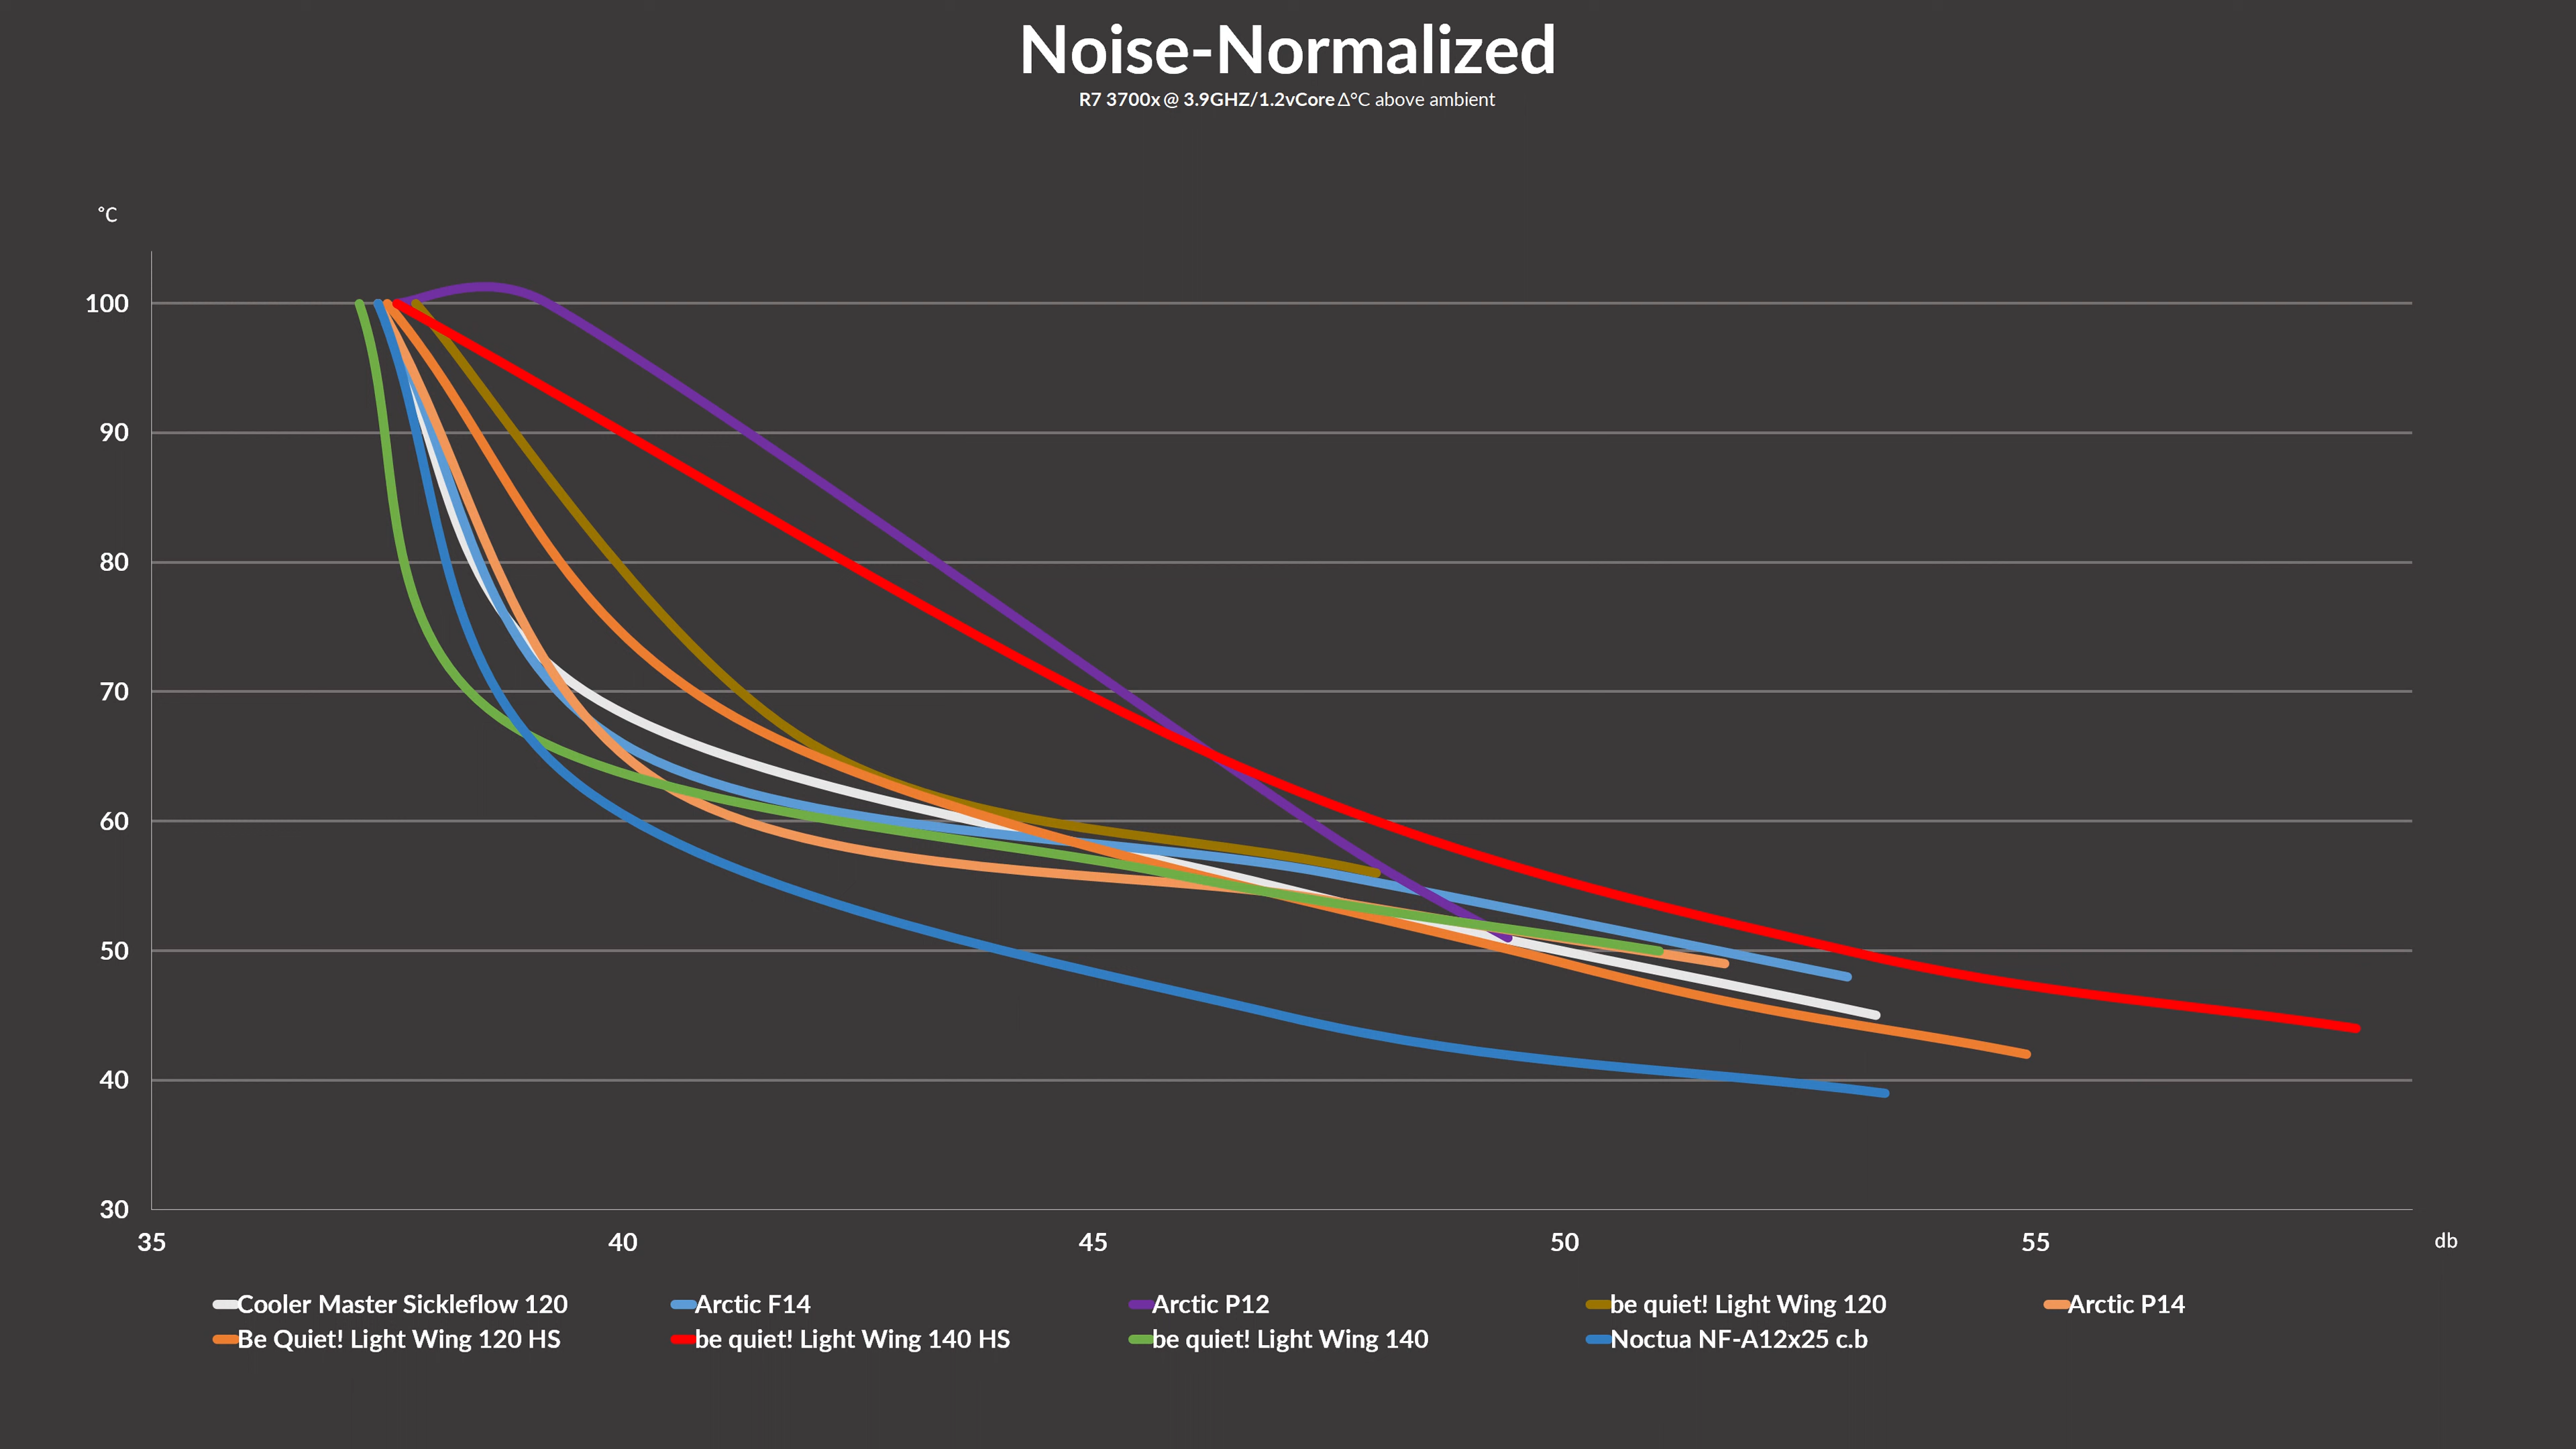 Noise-Normalized
R7 3700x @ 3.9GHZ/1.2vCore Δ°C above ambient
°C
100
90
80
70
60
50
40
30
35 40 45 50 55 db
Cooler Master Sickleflow 120 Arctic F14 Arctic P12 be quiet! Light Wing 120 Arctic P14
Be Quiet! Light Wing 120 HS be quiet! Light Wing 140 HS be quiet! Light Wing 140 Noctua NF-A12x25 c.b